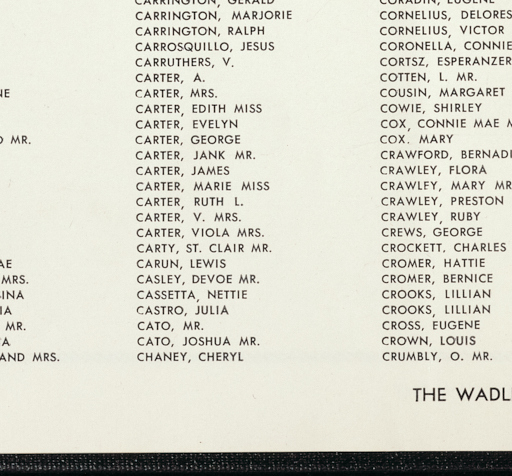 CARRINGTON, GERALD
CARRINGTON, MARJORIE
CARRINGTON, RALPH
CARROSQUILLO, JESUS
CARRUTHERS, V.
CARTER, A.
CARTER, MRS.
CARTER, EDITH MISS
CARTER, EVELYN
CARTER, GEORGE
CARTER, JANK MR.
CARTER, JAMES
CARTER, MARIE MISS
CARTER, RUTH L.
CARTER, V. MRS.
CARTER, VIOLA MRS.
CARTY, ST. CLAIR MR.
CARUN, LEWIS
CASLEY, DEVOE MR.
CASSETTA, NETTIE
CASTRO, JULIA
CATO, MR.
CATO, JOSHUA MR.
CHANEY, CHERYL
CORADIN, EUGENE
CORNELIUS, DELORES
CORNELIUS, VICTOR
CORONELLA, CONNIE
CORTSZ, ESPERANZER
COTTEN, L. MR.
COUSIN, MARGARET
COWIE, SHIRLEY
COX, CONNIE MAE
COX. MARY
CRAWFORD, BERNAD
CRAWLEY, FLORA
CRAWLEY, MARY MR
CRAWLEY, PRESTON
CRAWLEY, RUBY
CREWS, GEORGE
CROCKETT, CHARLES
CROMER, HATTIE
CROMER, BERNICE
CROOKS, LILLIAN
CROOKS, LILLIAN
CROSS, EUGENE
CROWN, LOUIS
CRUMBLY, O. MR.
NE
MR.
AE
MRS.
INA
IA
MR.
A
AND MRS.
THE WADL